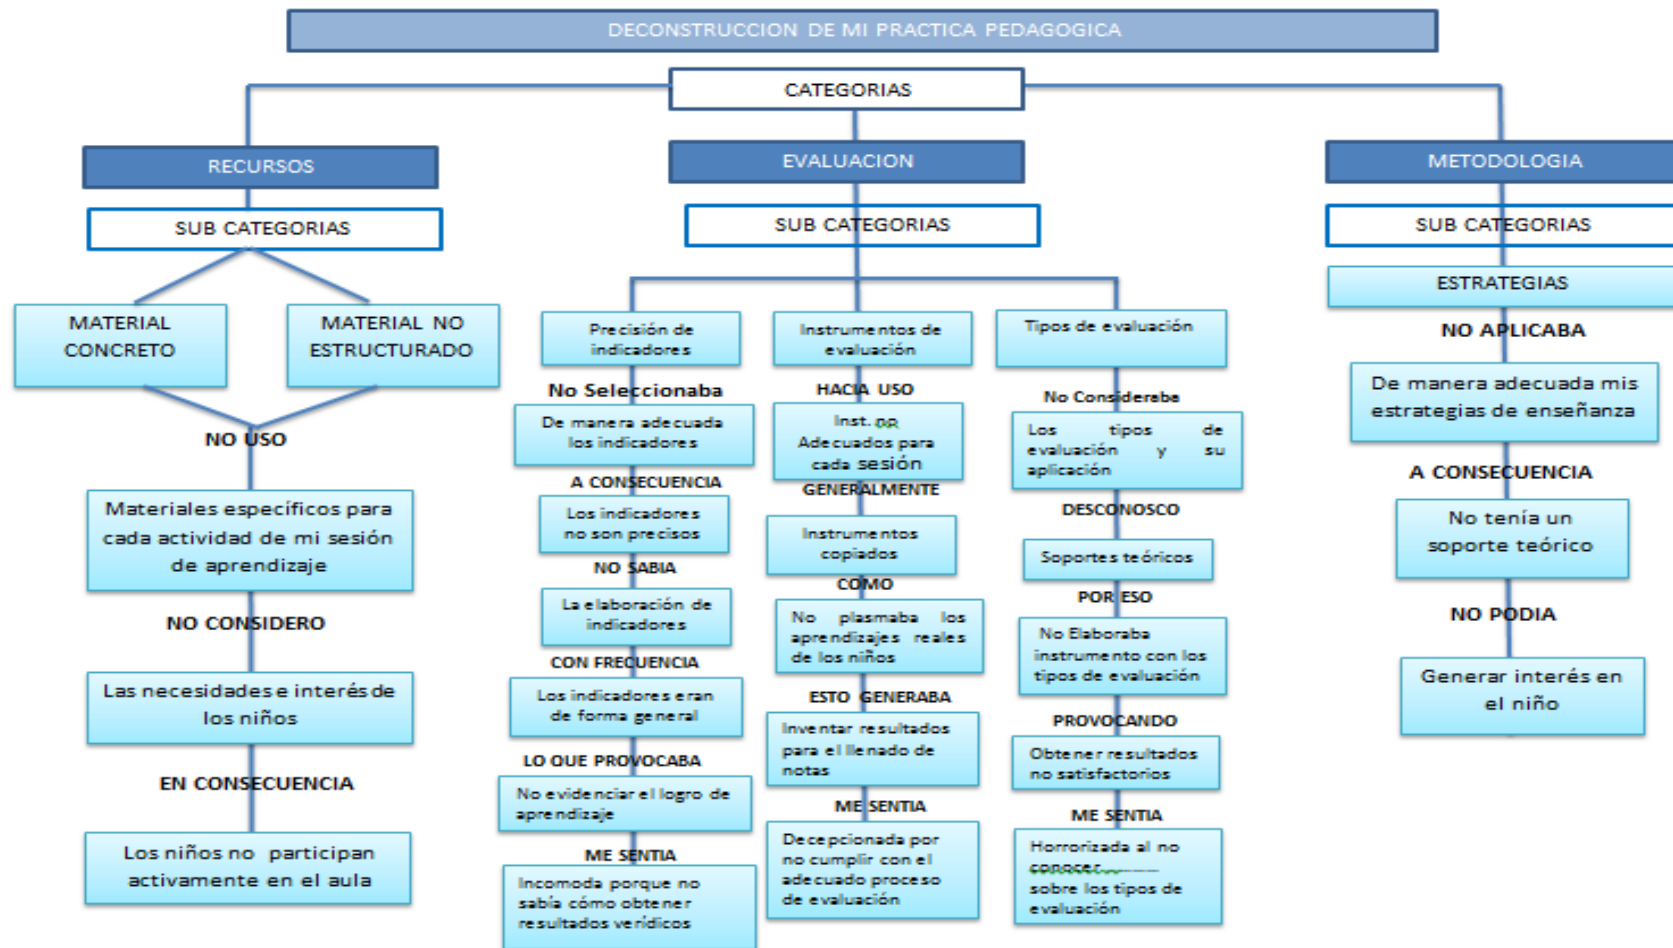 DECONSTRUCCION DE MI PRACTICA PEDAGOGICA
CATEGORIAS
RECURSOS
SUB CATEGORIAS
MATERIAL
CONCRETO
MATERIAL NO
ESTRUCTURADO
NO USO
Materiales específicos para
cada actividad de mi sesión
de aprendizaje
NO CONSIDERO
Las necesidades e interés de
los niños
EN CONSECUENCIA
Los niños no participan
activamente en el aula
EVALUACION
SUB CATEGORIAS
Precisión de
indicadores
No Seleccionaba
De manera adecuada
los indicadores
A CONSECUENCIA
Los indicadores
no son precisos
NO SABIA
La elaboración de
indicadores
CON FRECUENCIA
Los indicadores eran
de forma general
LO QUE PROVOCABA
No evidenciar el logro de
aprendizaje
ME SENTIA
Incomoda porque no
sabía cómo obtener
resultados verídicos
Instrumentos de
evaluación
HACIA USO
Inst.
Adecuados para
cada sesión
GENERALMENTE
Instrumentos
copiados
COMO
No plasmaba los
aprendizajes reales
de los niños
ESTO GENERABA
Inventar resultados
para el llenado de
notas
ME SENTIA
Decepcionada por
no cumplir con el
adecuado proceso
de evaluación
Tipos de evaluación
No Consideraba
Los tipos de
evaluación y su
aplicación
DESCONOSCO
Soportes teóricos
POR ESO
No Elaboraba
instrumento con los
tipos de evaluación
PROVOCANDO
Obtener resultados
no satisfactorios
ME SENTIA
Horrorizada al no
conocer
sobre los tipos de
evaluación
METODOLOGIA
SUB CATEGORIAS
ESTRATEGIAS
NO APLICABA
De manera adecuada mis
estrategias de enseñanza
A CONSECUENCIA
No tenía un
soporte teórico
NO PODIA
Generar interés en
el niño